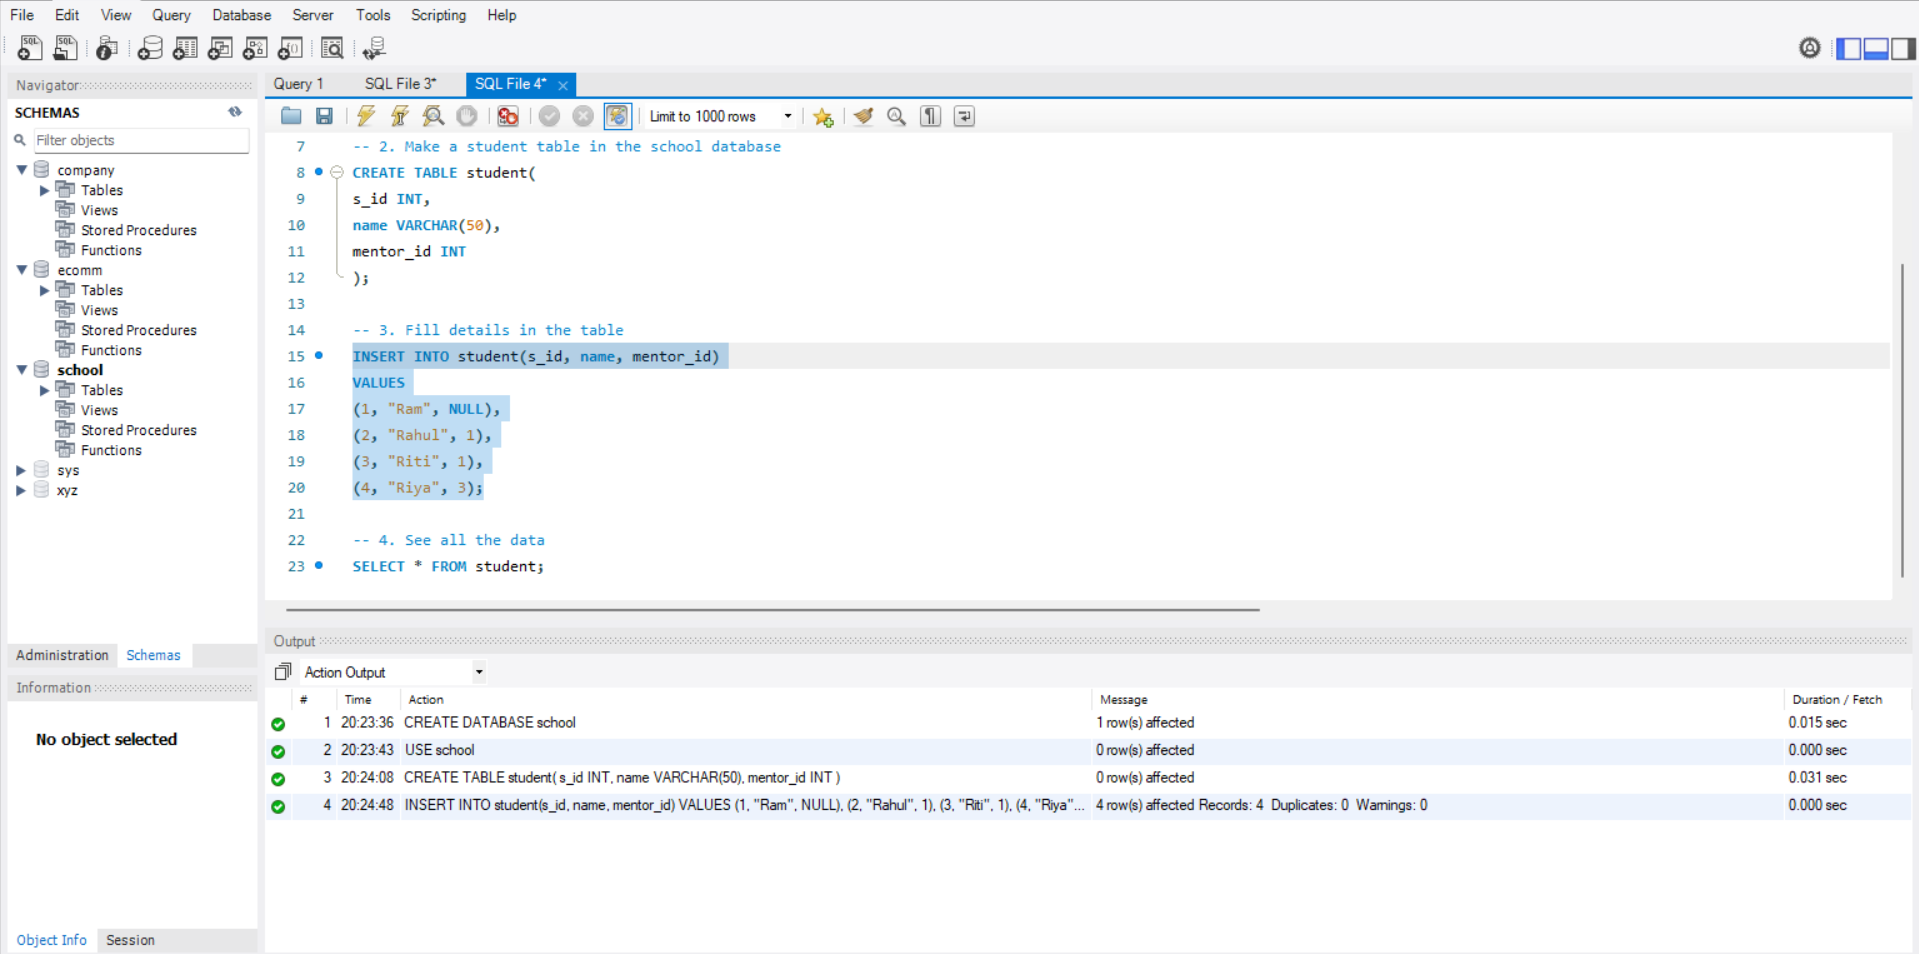 File Edit View Query Database Server Tools Scripting Help
Navigator
SCHEMAS
Filter objects
company
Tables
Views
Stored Procedures
Functions
ecomm
Tables
Views
Stored Procedures
Functions
school
Tables
Views
Stored Procedures
Functions
sys
xyz
Administration Schemas
Information
No object selected
Object Info Session
Query 1 SQL File 3* SQL File 4*
Limit to 1000 rows
7 -- 2. Make a student table in the school database
8 CREATE TABLE student(
9 s_id INT,
10 name VARCHAR(50),
11 mentor_id INT
12 );
13
14 -- 3. Fill details in the table
15 INSERT INTO student(s_id, name, mentor_id)
16 VALUES
17 (1, "Ram", NULL),
18 (2, "Rahul", 1),
19 (3, "Riti", 1),
20 (4, "Riya", 3);
21
22 -- 4. See all the data
23 SELECT * FROM student;
Output
Action Output
# Time Action Message Duration / Fetch
1 20:23:36 CREATE DATABASE school 1 row(s) affected 0.015 sec
2 20:23:43 USE school 0 row(s) affected 0.000 sec
3 20:24:08 CREATE TABLE student( s_id INT, name VARCHAR(50), mentor_id INT ) 0 row(s) affected 0.031 sec
4 20:24:48 INSERT INTO student(s_id, name, mentor_id) VALUES (1, "Ram", NULL), (2, "Rahul", 1), (3, "Riti", 1), (4, "Riya"... 4 row(s) affected Records: 4 Duplicates: 0 Warnings: 0 0.000 sec